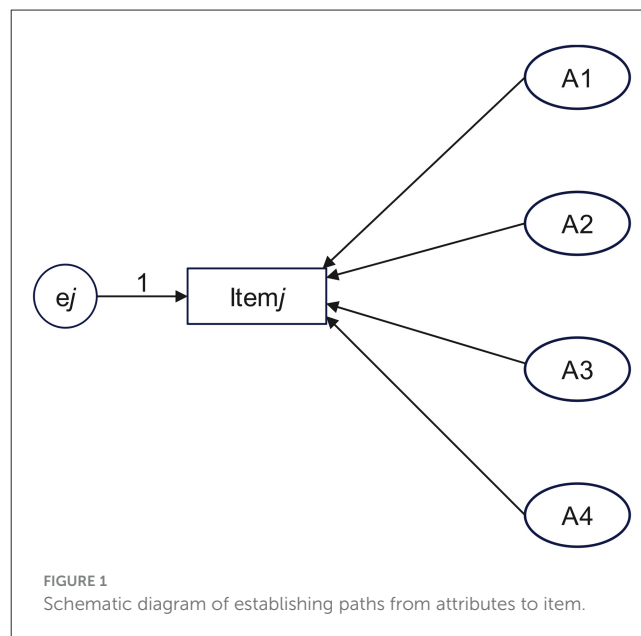 A1
A2
1
ej
Itemj
A3
A4
FIGURE 1
Schematic diagram of establishing paths from attributes to item.